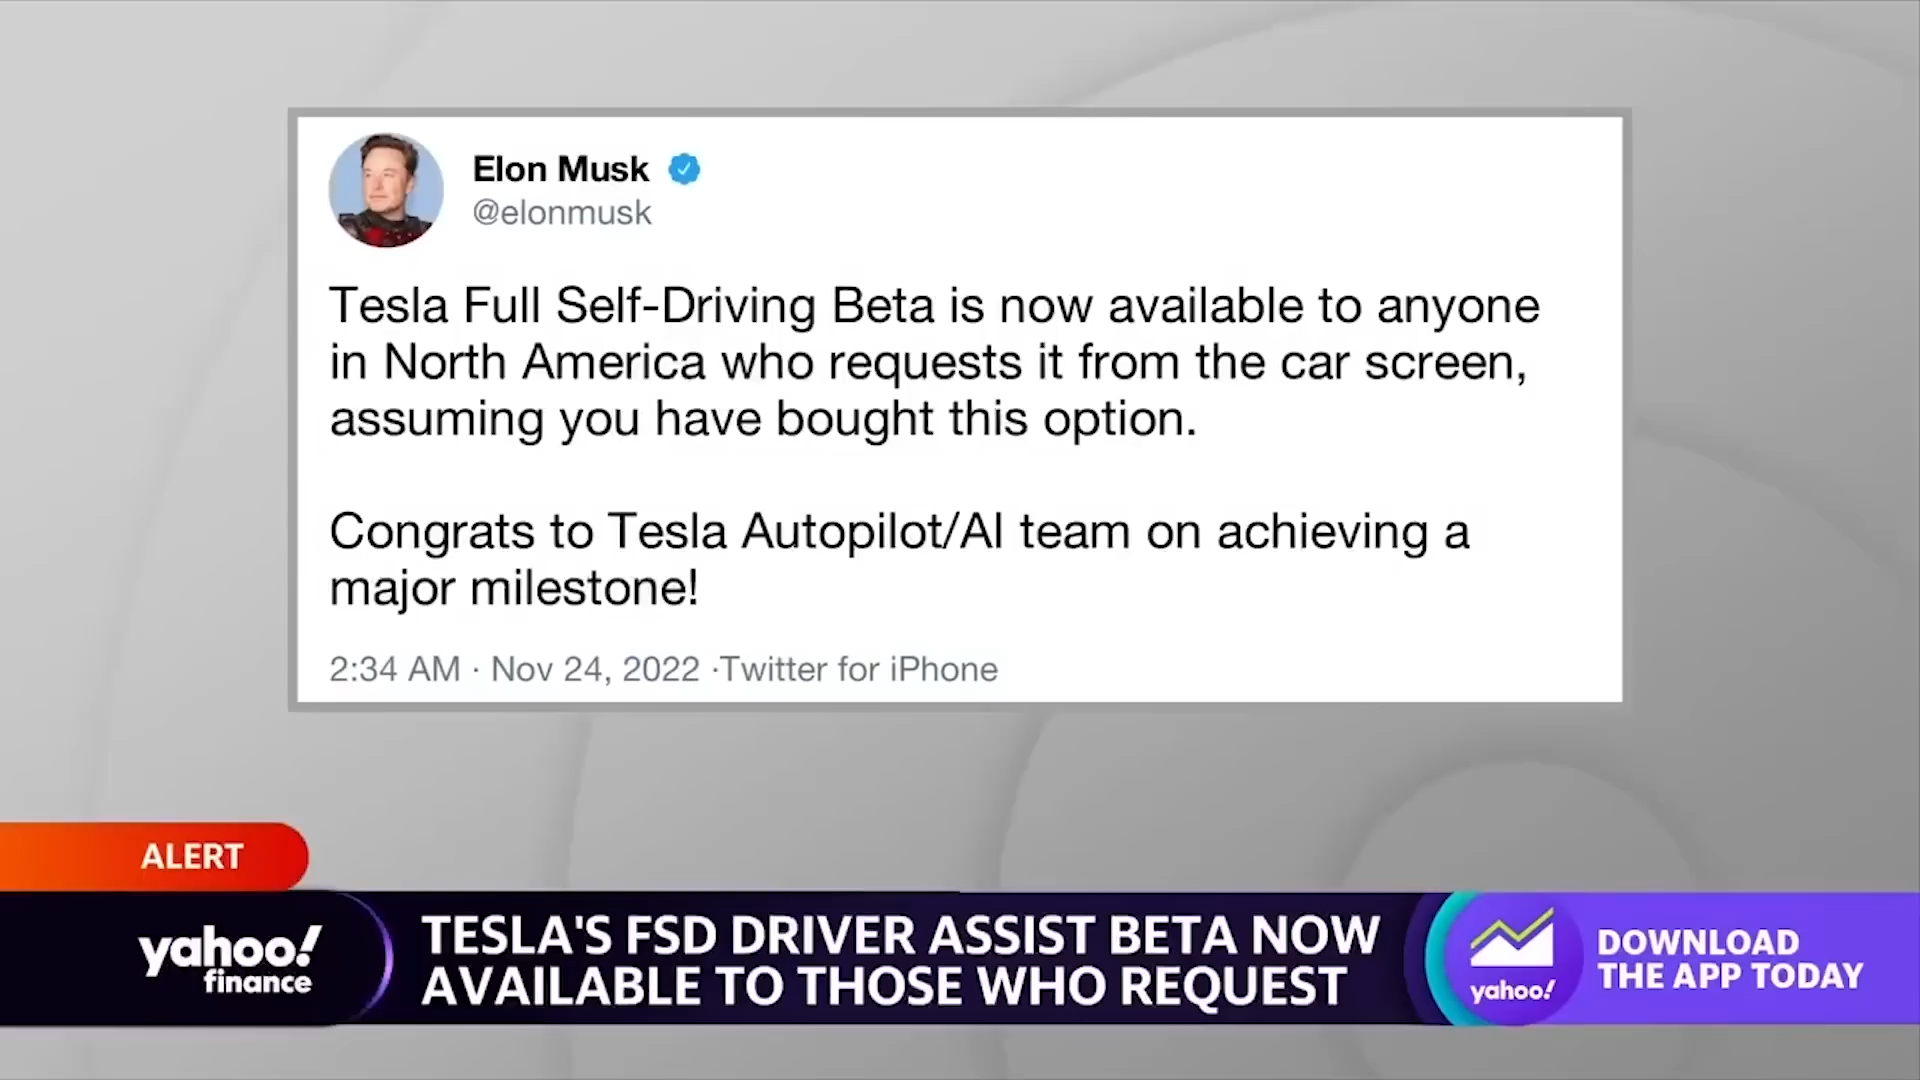 Elon Musk
@elonmusk
Tesla Full Self-Driving Beta is now available to anyone
in North America who requests it from the car screen,
assuming you have bought this option.
Congrats to Tesla Autopilot/AI team on achieving a
major milestone!
2:34 AM · Nov 24, 2022 ·Twitter for iPhone
ALERT
yahoo!
finance
TESLA'S FSD DRIVER ASSIST BETA NOW
AVAILABLE TO THOSE WHO REQUEST
yahoo!
DOWNLOAD
THE APP TODAY